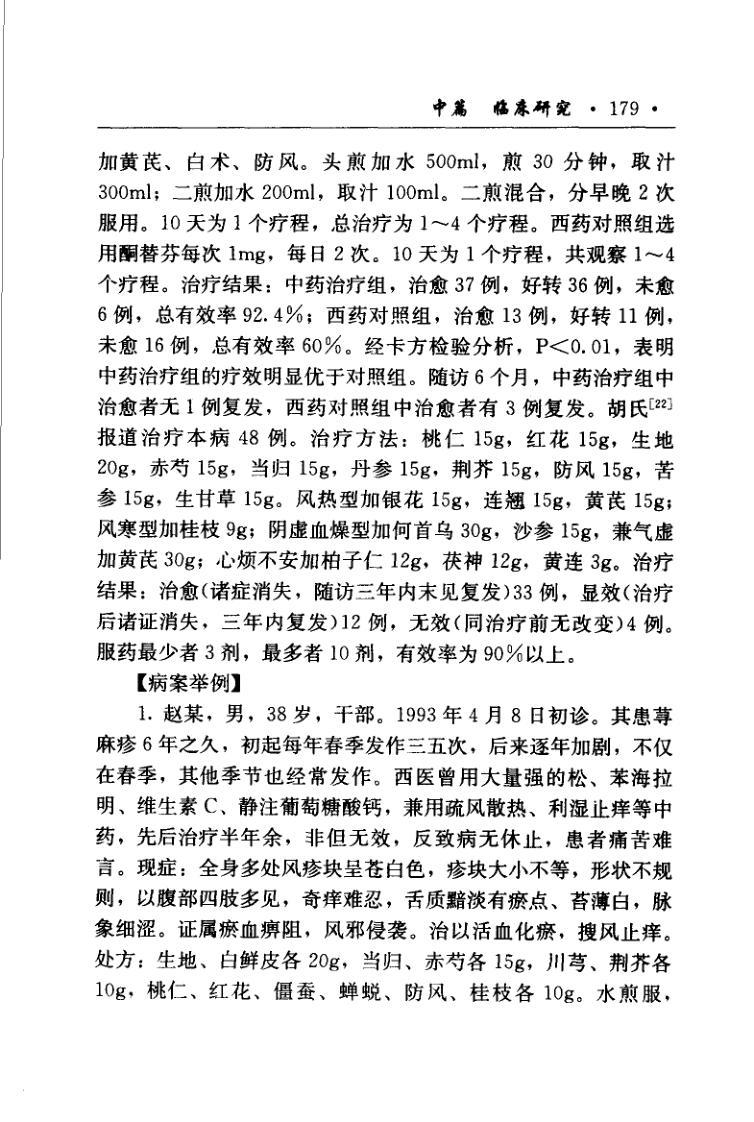 中篇 临床研究 · 179 ·
加黄芪、白术、防风。头煎加水 500ml，煎 30 分钟，取汁
300ml；二煎加水 200ml，取汁 100ml。二煎混合，分早晚 2 次
服用。10 天为 1 个疗程，总治疗为 1～4 个疗程。西药对照组选
用酮替芬每次 1mg，每日 2 次。10 天为 1 个疗程，共观察 1～4
个疗程。治疗结果：中药治疗组，治愈 37 例，好转 36 例，未愈
6 例，总有效率 92.4%；西药对照组，治愈 13 例，好转 11 例，
未愈 16 例，总有效率 60%。经卡方检验分析，P＜0.01，表明
中药治疗组的疗效明显优于对照组。随访 6 个月，中药治疗组中
治愈者无 1 例复发，西药对照组中治愈者有 3 例复发。胡氏[22]
报道治疗本病 48 例。治疗方法：桃仁 15g，红花 15g，生地
20g，赤芍 15g，当归 15g，丹参 15g，荆芥 15g，防风 15g，苦
参 15g，生甘草 15g。风热型加银花 15g，连翘 15g，黄芪 15g；
风寒型加桂枝 9g；阴虚血燥型加何首乌 30g，沙参 15g，兼气虚
加黄芪 30g；心烦不安加柏子仁 12g，茯神 12g，黄连 3g。治疗
结果：治愈（诸症消失，随访三年内末见复发）33 例，显效（治疗
后诸证消失，三年内复发）12 例，无效（同治疗前无改变）4 例。
服药最少者 3 剂，最多者 10 剂，有效率为 90%以上。
【病案举例】
1. 赵某，男，38 岁，干部。1993 年 4 月 8 日初诊。其患荨
麻疹 6 年之久，初起每年春季发作三五次，后来逐年加剧，不仅
在春季，其他季节也经常发作。西医曾用大量强的松、苯海拉
明、维生素 C、静注葡萄糖酸钙，兼用疏风散热、利湿止痒等中
药，先后治疗半年余，非但无效，反致病无休止，患者痛苦难
言。现症：全身多处风疹块呈苍白色，疹块大小不等，形状不规
则，以腹部四肢多见，奇痒难忍，舌质黯淡有瘀点、苔薄白，脉
象细涩。证属瘀血痹阻，风邪侵袭。治以活血化瘀，搜风止痒。
处方：生地、白鲜皮各 20g，当归、赤芍各 15g，川芎、荆芥各
10g，桃仁、红花、僵蚕、蝉蜕、防风、桂枝各 10g。水煎服，